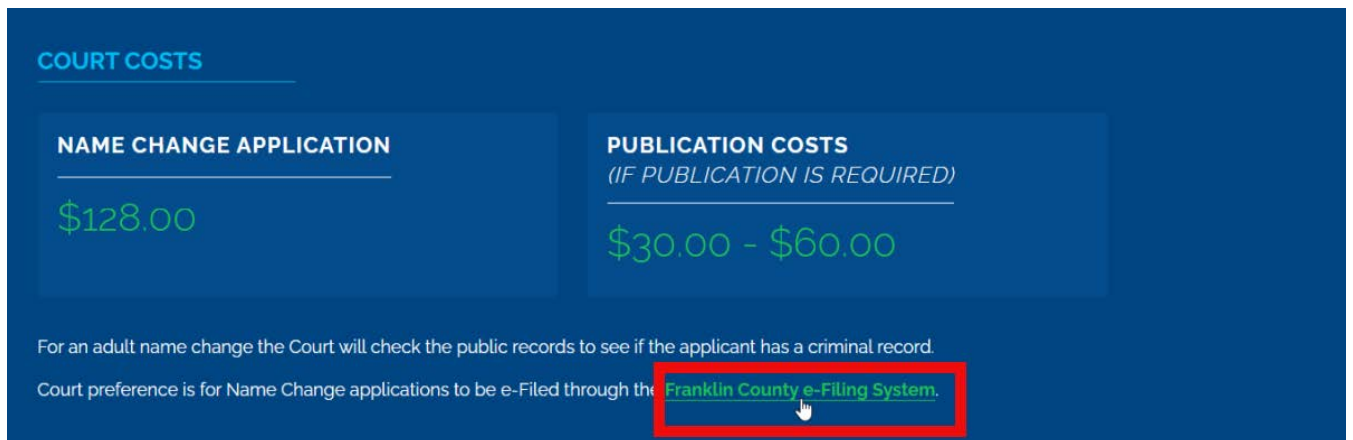 COURT COSTS
NAME CHANGE APPLICATION
$128.00
PUBLICATION COSTS
(IF PUBLICATION IS REQUIRED)
$30.00 - $60.00
For an adult name change the Court will check the public records to see if the applicant has a criminal record.
Court preference is for Name Change applications to be e-Filed through the Franklin County e-Filing System.